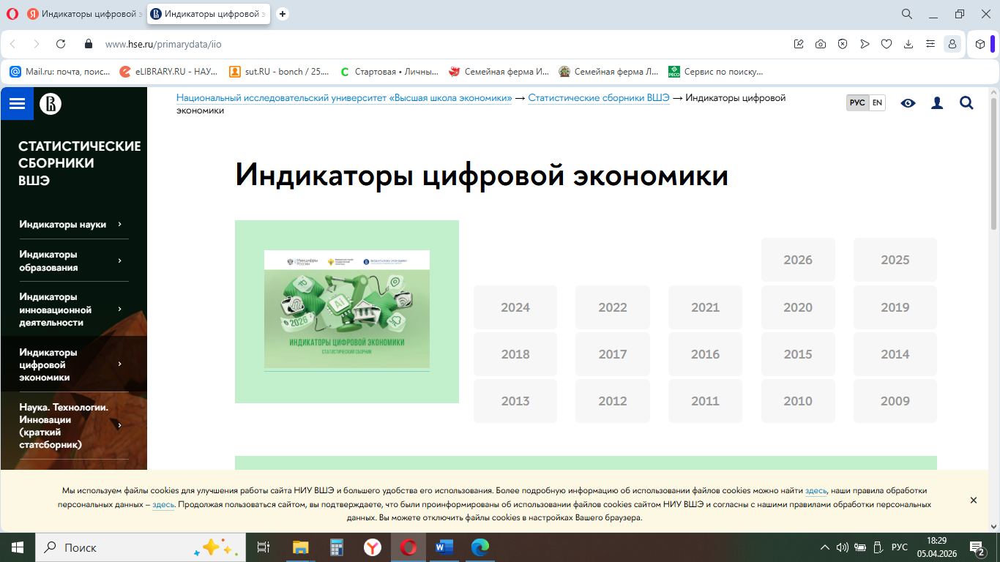 Индикаторы цифровой э
Индикаторы цифровой э
www.hse.ru/primarydata/iio
Mail.ru: почта, поис...
eLIBRARY.RU - НАУ...
sut.RU - bonch / 25....
Стартовая • Личны...
Семейная ферма И...
Семейная ферма Л...
РЕСО
Сервис по поиску...
Национальный исследовательский университет «Высшая школа экономики» → Статистические сборники ВШЭ → Индикаторы цифровой
экономики
РУС EN
СТАТИСТИЧЕСКИЕ
СБОРНИКИ
ВШЭ
Индикаторы науки
Индикаторы
образования
Индикаторы
инновационной
деятельности
Индикаторы
цифровой
экономики
Наука. Технологии.
Инновации
(краткий
статсборник)
Индикаторы цифровой экономики
Минцифры
России
Ai
2026
ИНДИКАТОРЫ ЦИФРОВОЙ ЭКОНОМИКИ
СТАТИСТИЧЕСКИЙ СБОРНИК
2026 2025
2024 2022 2021 2020 2019
2018 2017 2016 2015 2014
2013 2012 2011 2010 2009
Мы используем файлы cookies для улучшения работы сайта НИУ ВШЭ и большего удобства его использования. Более подробную информацию об использовании файлов cookies можно найти здесь, наши правила обработки
персональных данных – здесь. Продолжая пользоваться сайтом, вы подтверждаете, что были проинформированы об использовании файлов cookies сайтом НИУ ВШЭ и согласны с нашими правилами обработки персональных
данных. Вы можете отключить файлы cookies в настройках Вашего браузера.
Поиск
РУС
18:29
05.04.2026
2